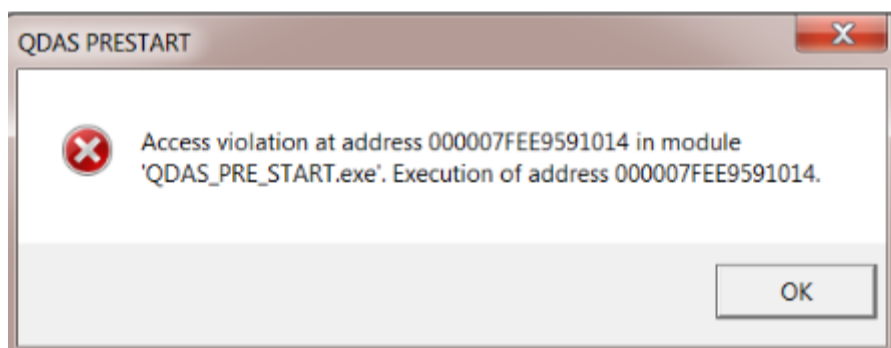 QDAS PRESTART
Access violation at address 000007FEE9591014 in module
'QDAS_PRE_START.exe'. Execution of address 000007FEE9591014.
OK